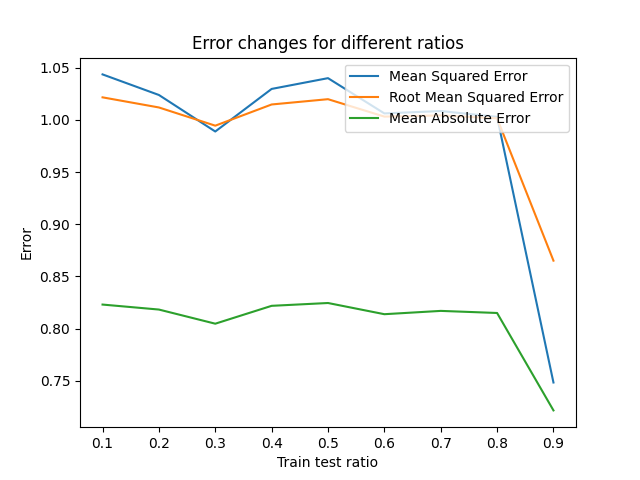 Error changes for different ratios
Mean Squared Error
Root Mean Squared Error
Mean Absolute Error
Error
1.05
1.00
0.95
0.90
0.85
0.80
0.75
0.1 0.2 0.3 0.4 0.5 0.6 0.7 0.8 0.9
Train test ratio